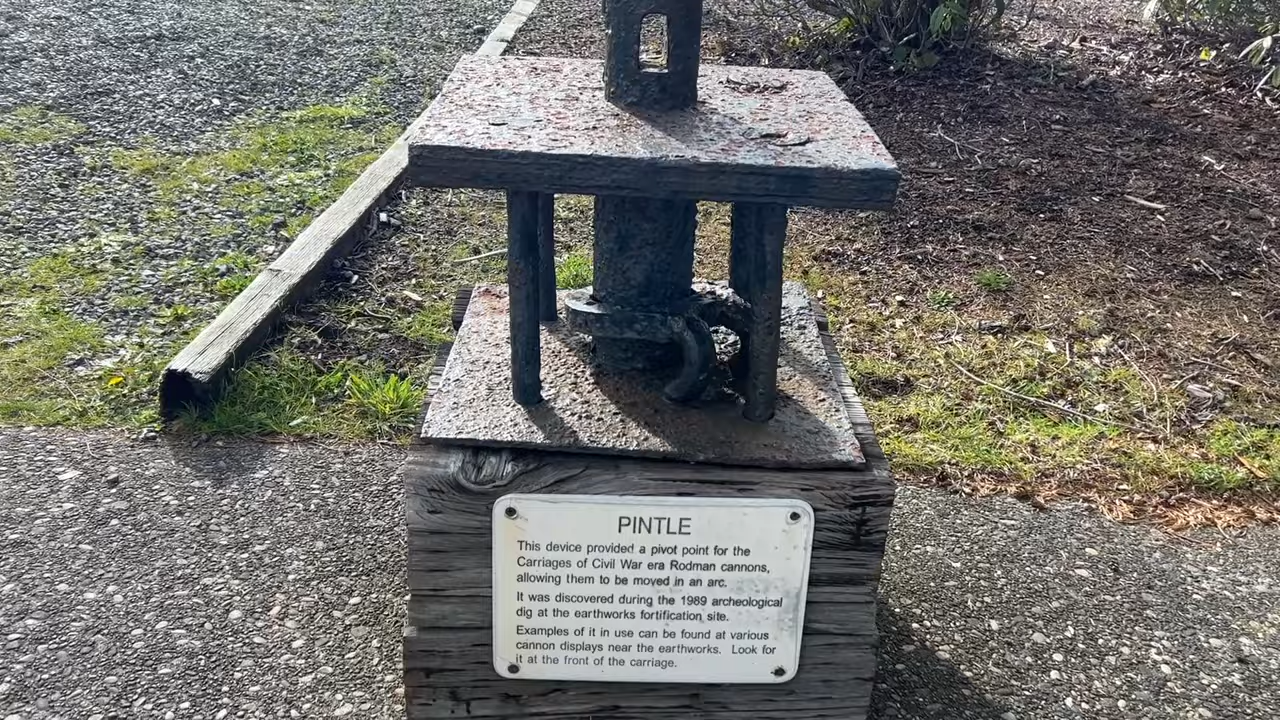 PINTLE
This device provided a pivot point for the
Carriages of Civil War era Rodman cannons,
allowing them to be moved in an arc.
It was discovered during the 1989 archeological
dig at the earthworks fortification site.
Examples of it in use can be found at various
cannon displays near the earthworks. Look for
it at the front of the carriage.